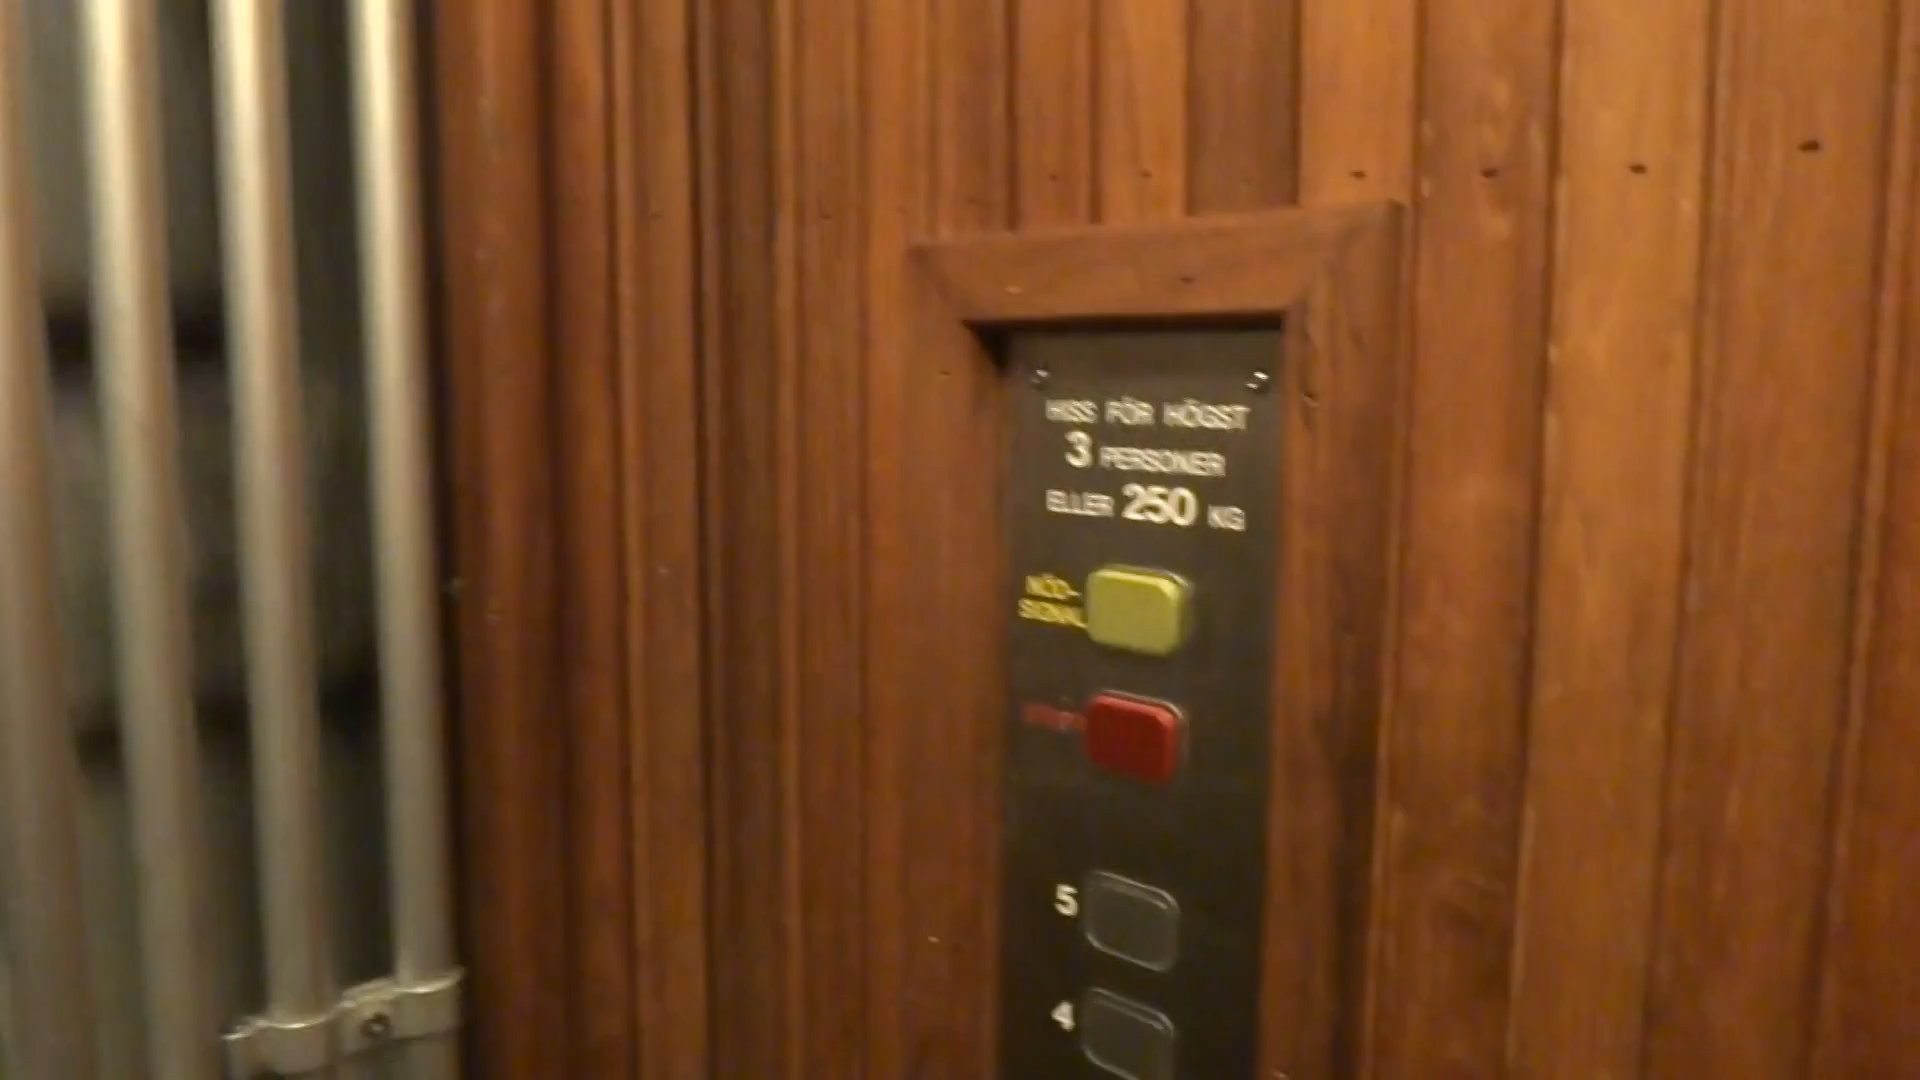 HISS FÖR HÖGST
3 PERSONER
ELLER 250 KG
NÖD-
SIGNAL
5
4